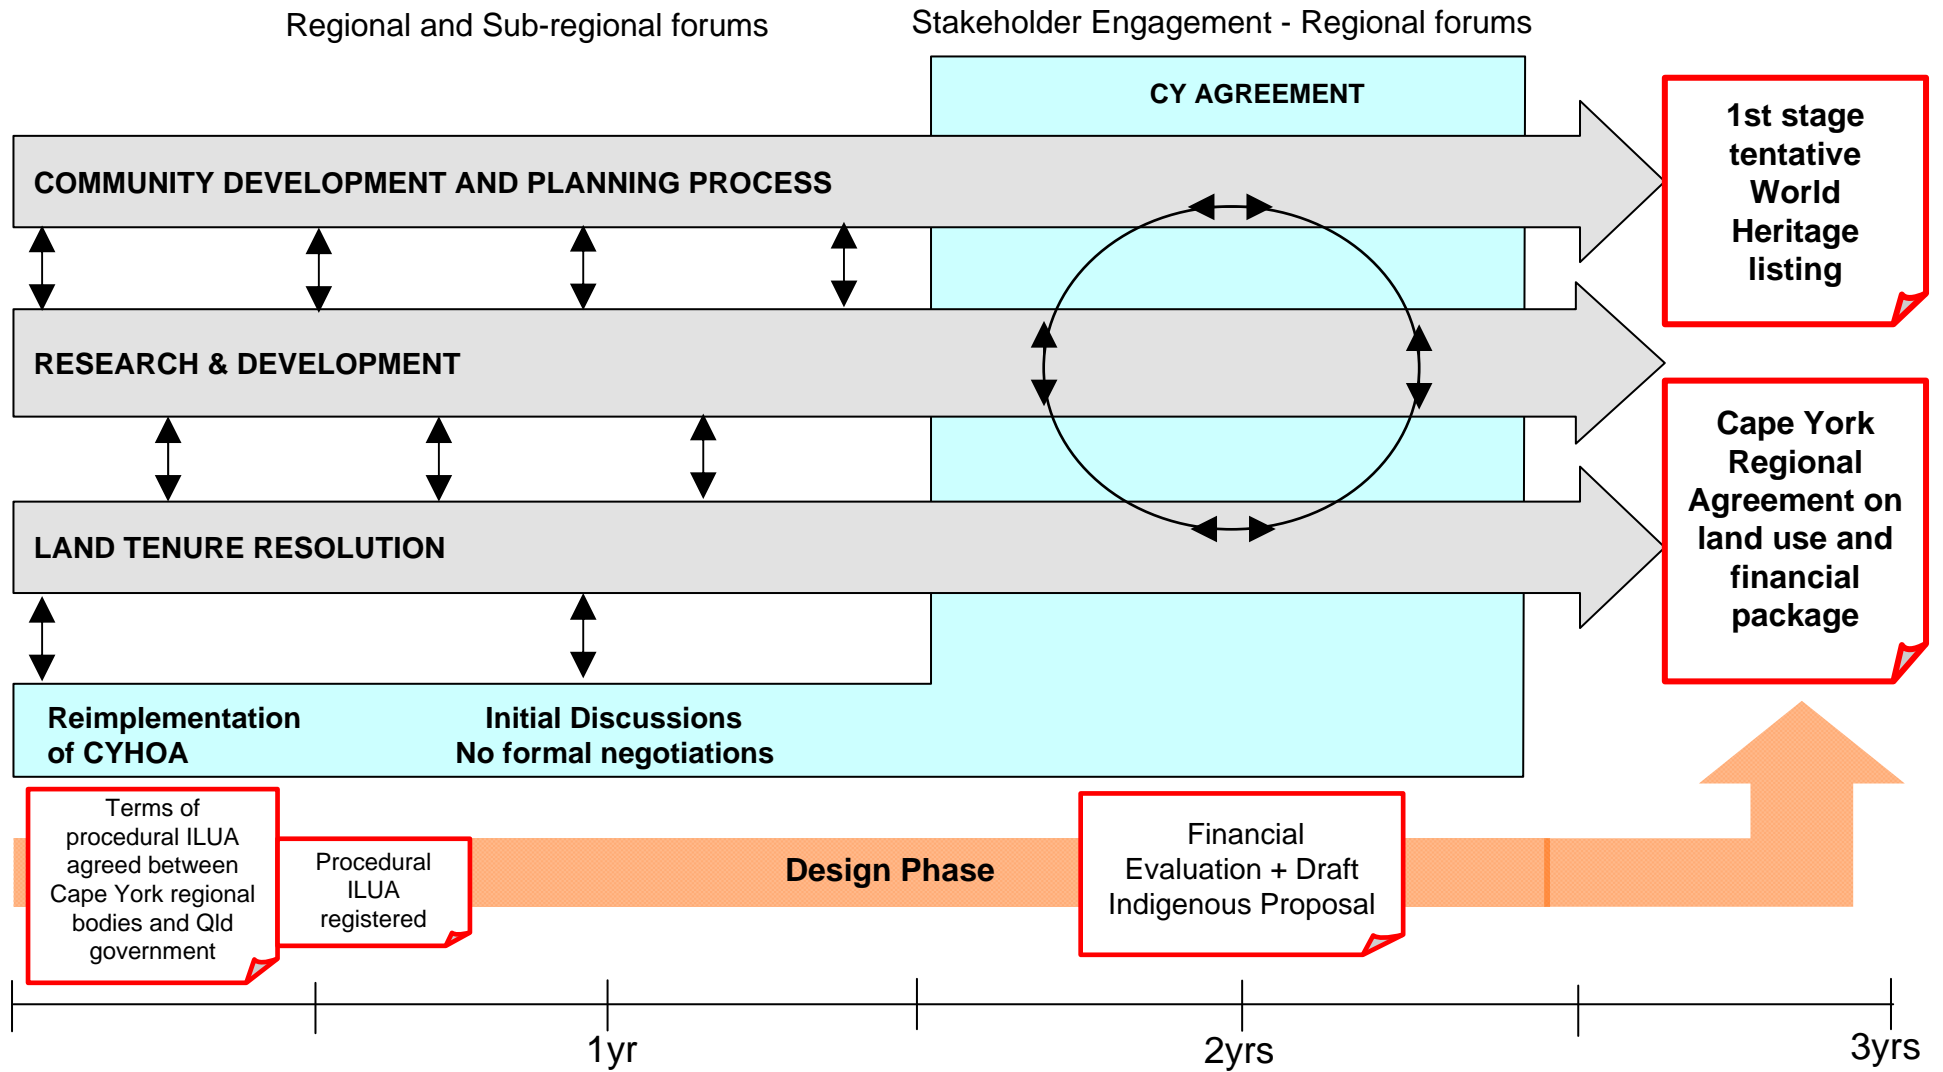 Regional and Sub-regional forums
Stakeholder Engagement - Regional forums
CY AGREEMENT
COMMUNITY DEVELOPMENT AND PLANNING PROCESS
RESEARCH & DEVELOPMENT
LAND TENURE RESOLUTION
1st stage
tentative
World
Heritage
listing
Cape York
Regional
Agreement on
land use and
financial
package
Reimplementation
of CYHOA
Initial Discussions
No formal negotiations
Terms of
procedural ILUA
agreed between
Cape York regional
bodies and Qld
government
Procedural
ILUA
registered
Design Phase
Financial
Evaluation + Draft
Indigenous Proposal
1yr
2yrs
3yrs